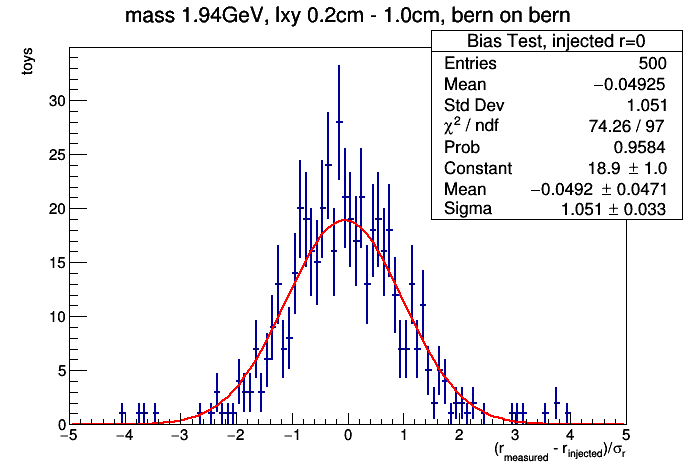 mass 1.94GeV, lxy 0.2cm - 1.0cm, bern on bern
Bias Test, injected r=0
Entries 500
Mean −0.04925
Std Dev 1.051
χ² / ndf 74.26 / 97
Prob 0.9584
Constant 18.9 ± 1.0
Mean −0.0492 ± 0.0471
Sigma 1.051 ± 0.033
toys
30
25
20
15
10
5
0
−5 −4 −3 −2 −1 0 1 2 3 4 5
(r_measured - r_injected)/σ_r